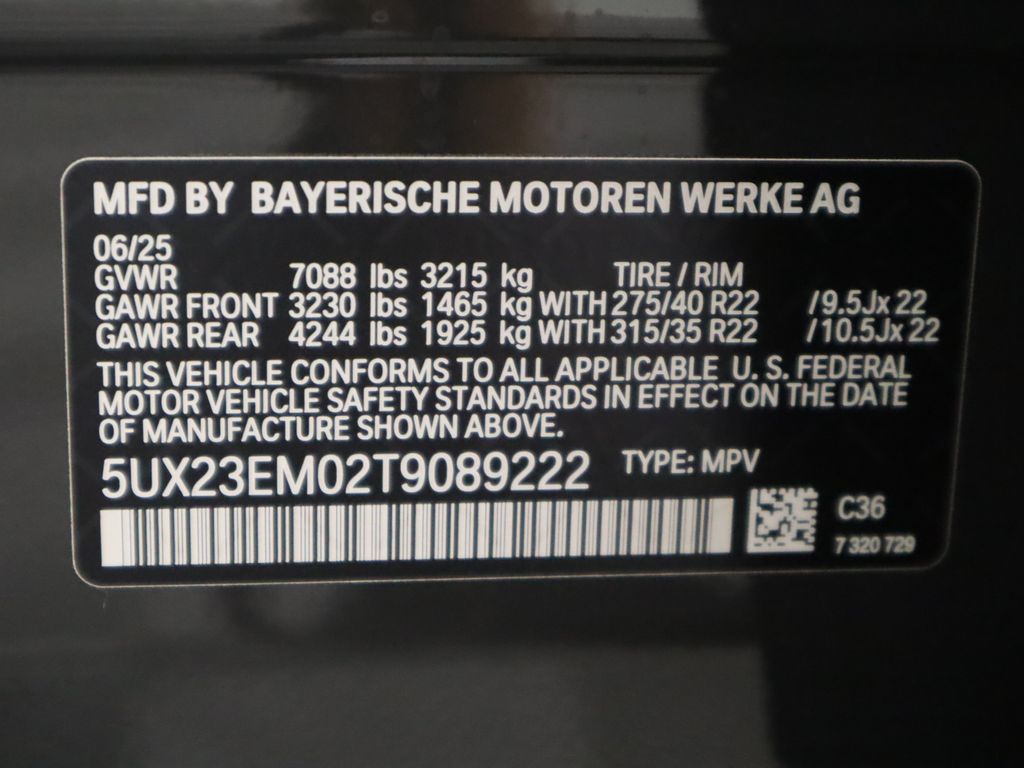 MFD BY BAYERISCHE MOTOREN WERKE AG
06/25
GVWR 7088 lbs 3215 kg TIRE / RIM
GAWR FRONT 3230 lbs 1465 kg WITH 275/40 R22 /9.5Jx 22
GAWR REAR 4244 lbs 1925 kg WITH 315/35 R22 /10.5Jx 22
THIS VEHICLE CONFORMS TO ALL APPLICABLE U. S. FEDERAL
MOTOR VEHICLE SAFETY STANDARDS IN EFFECT ON THE DATE
OF MANUFACTURE SHOWN ABOVE.
5UX23EM02T9089222 TYPE: MPV
C36
7 320 729